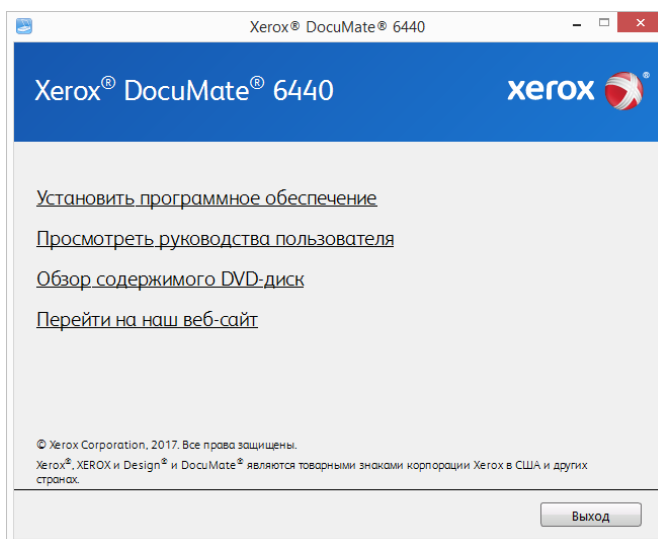 Xerox® DocuMate® 6440
Xerox® DocuMate® 6440
xerox®
Установить программное обеспечение
Просмотреть руководства пользователя
Обзор содержимого DVD-диск
Перейти на наш веб-сайт
© Xerox Corporation, 2017. Все права защищены.
Xerox®, XEROX и Design® и DocuMate® являются товарными знаками корпорации Xerox в США и других
странах.
Выход